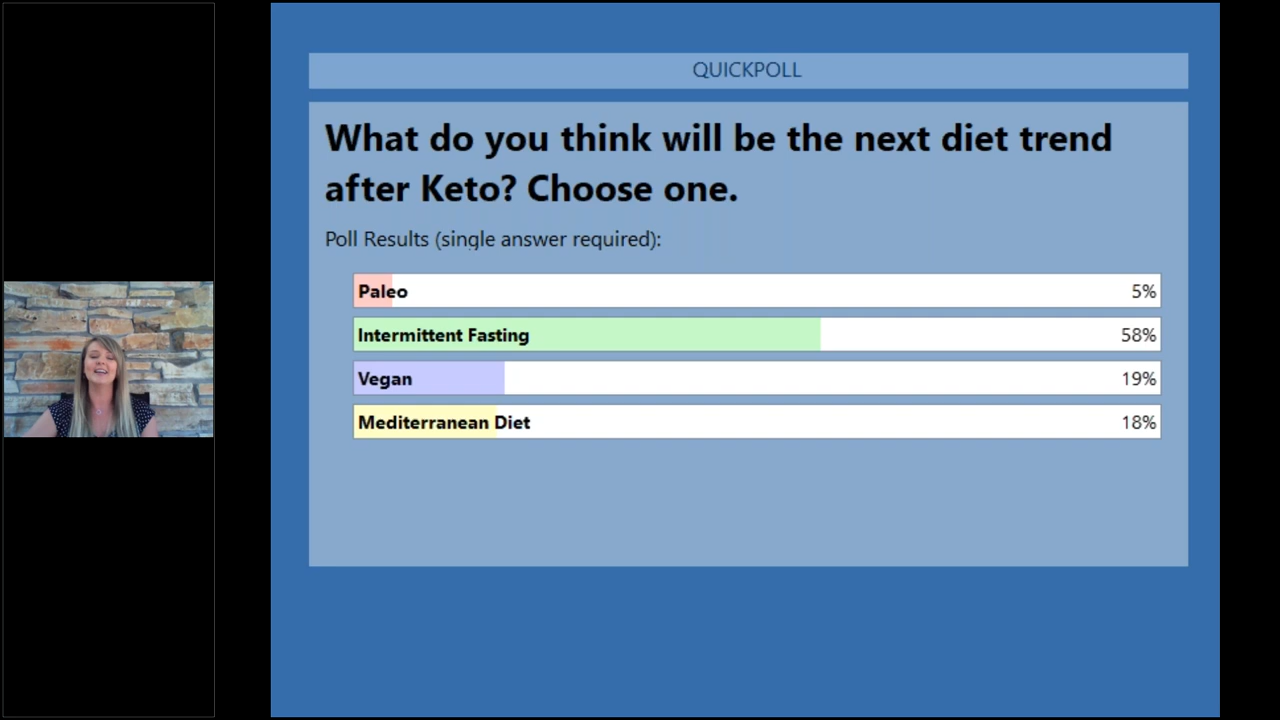 QUICKPOLL
What do you think will be the next diet trend
after Keto? Choose one.
Poll Results (single answer required):
Paleo 5%
Intermittent Fasting 58%
Vegan 19%
Mediterranean Diet 18%